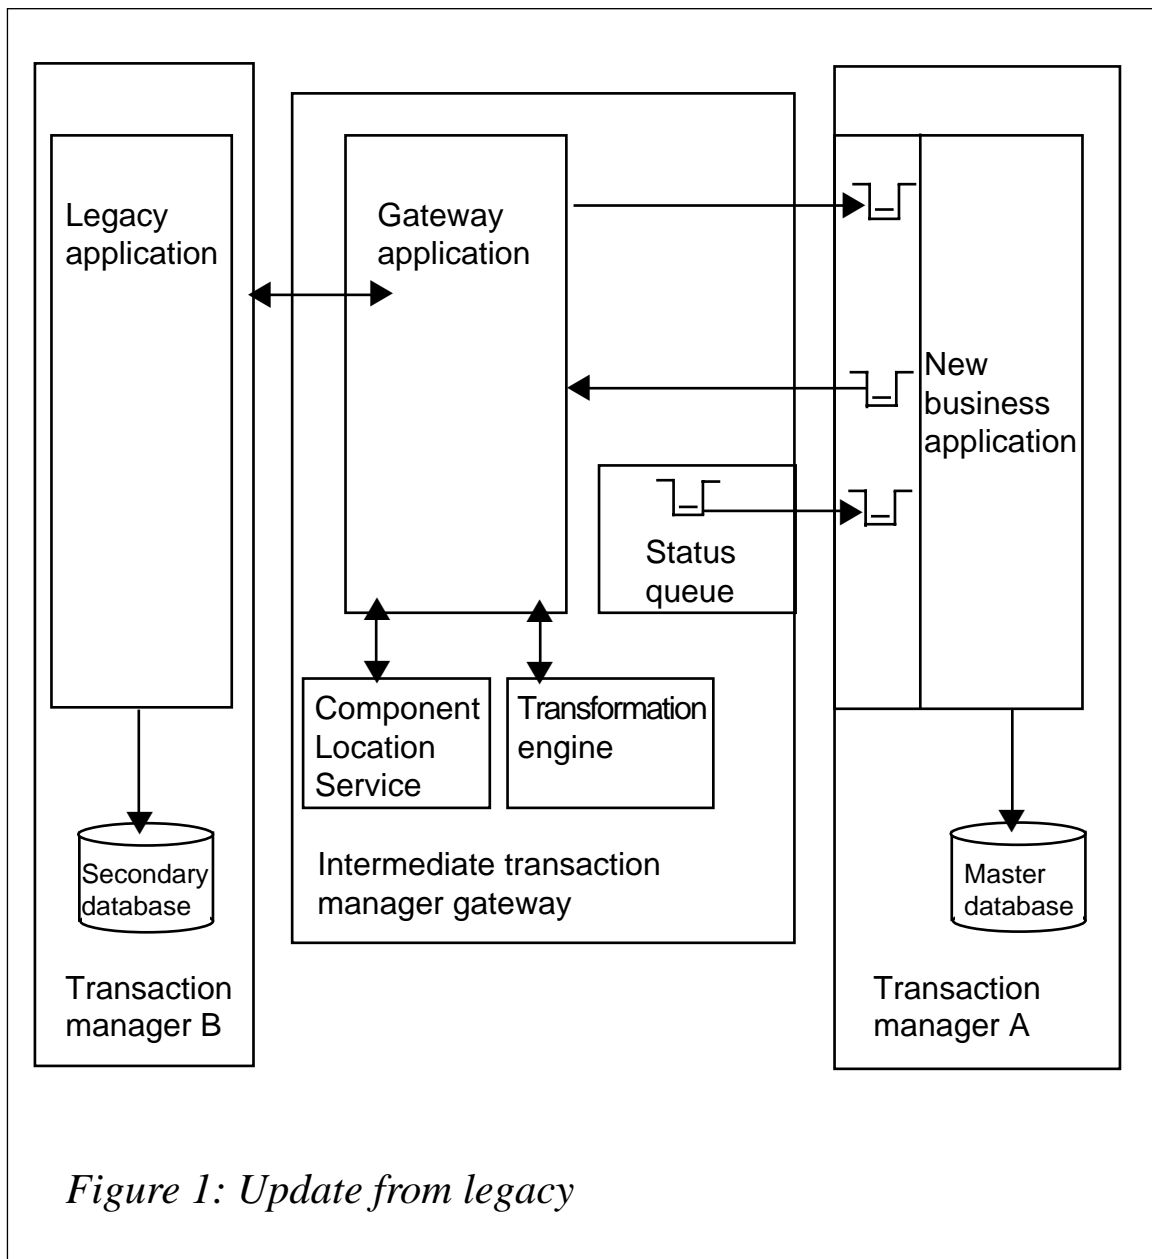 Legacy
application
Gateway
application
New
business
application
Status
queue
Component
Location
Service
Transformation
engine
Intermediate transaction
manager gateway
Secondary
database
Master
database
Transaction
manager B
Transaction
manager A
Figure 1: Update from legacy